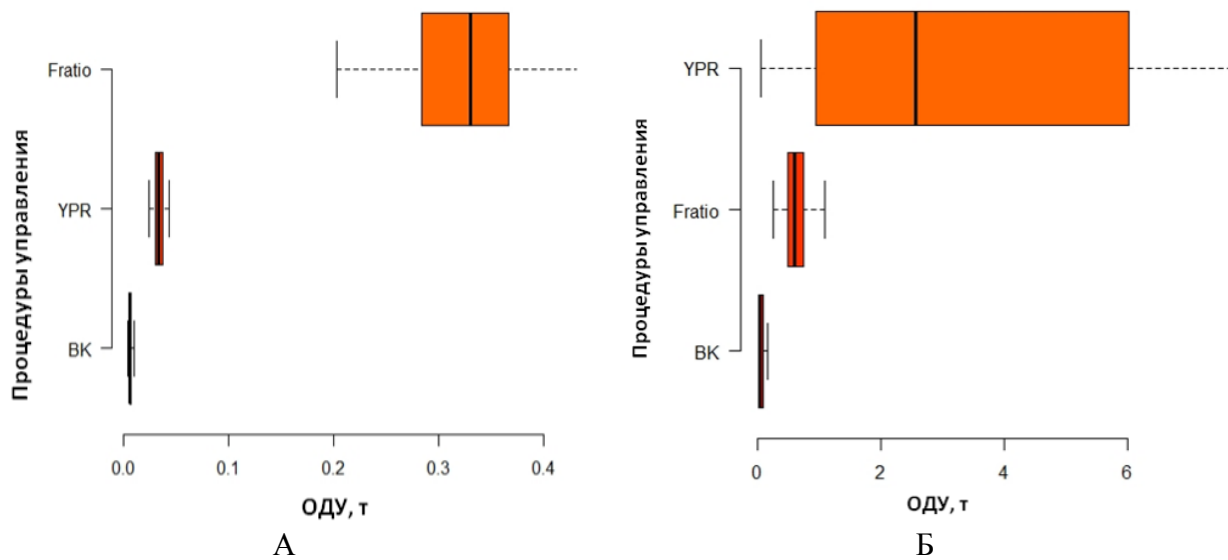 Процедуры управления
Fratio
YPR
BK
0.0 0.1 0.2 0.3 0.4
ОДУ, т
А
Процедуры управления
YPR
Fratio
BK
0 2 4 6
ОДУ, т
Б